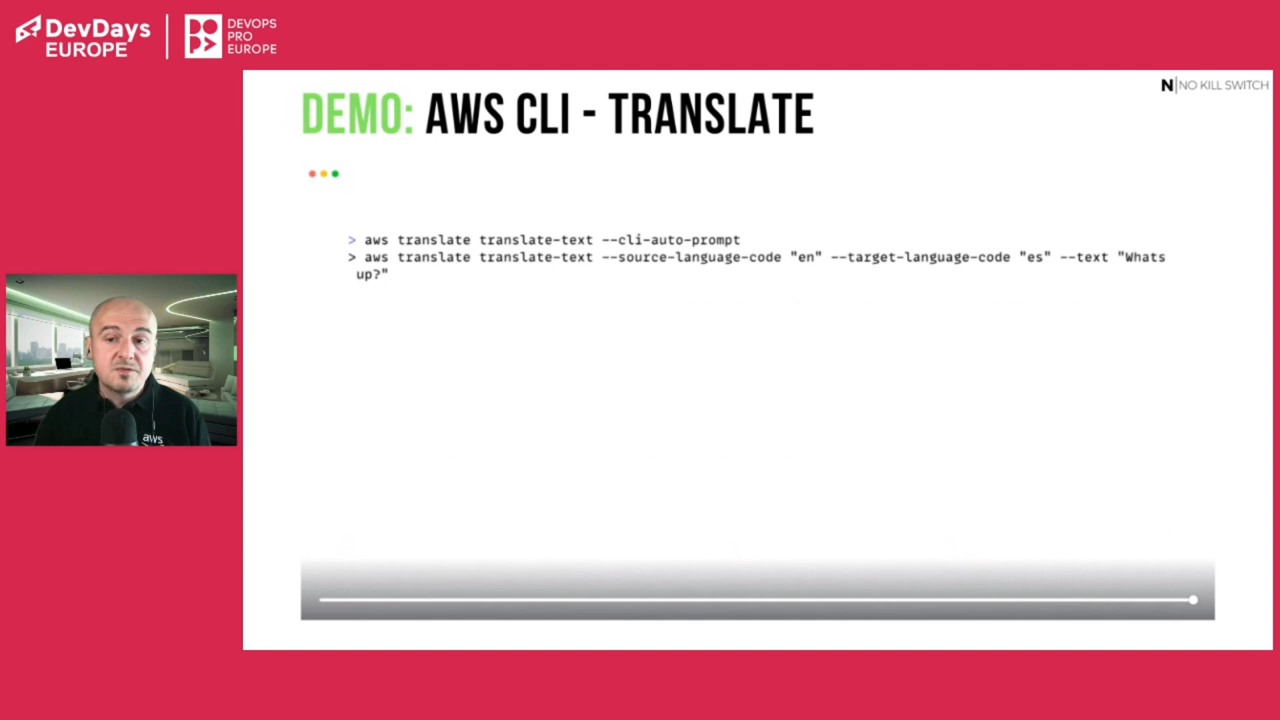 DevDays
EUROPE
DEVOPS
PRO
EUROPE
N|NO KILL SWITCH
DEMO: AWS CLI - TRANSLATE
> aws translate translate-text --cli-auto-prompt
> aws translate translate-text --source-language-code "en" --target-language-code "es" --text "Whats
up?"
aws